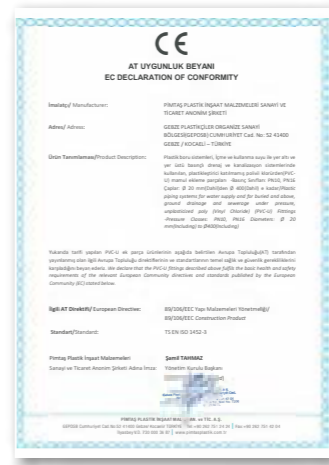 CE
AT UYGUNLUK BEYANI
EC DECLARATION OF CONFORMITY
İmalatçı/ Manufacturer: PİMTAŞ PLASTİK İNŞAAT MALZEMELERİ SANAYİ VE
TİCARET ANONİM ŞİRKETİ
Adres/ Adress: GEBZE PLASTİKÇİLER ORGANİZE SANAYİ
BÖLGESİ(GEPOSB) CUMHURİYET Cad. No: 52 41400
GEBZE / KOCAELİ – TÜRKİYE
Ürün Tanımlaması/Product Description: Plastik boru sistemleri, İçme ve kullanma suyu ile yer altı ve
yer üstü basınçlı drenaj ve kanalizasyon sistemlerinde
kullanılan, plastikleştirici katılmamış polivil klorürden(PVC-
U) mamul ekleme parçaları -Basınç Sınıfları: PN10, PN16
Çaplar: Ø 20 mm(Dahil)dan Ø 400(Dahil) e kadar/Plastic
piping systems for water supply and for buried and above,
ground drainage and sewerage under pressure,
unplasticized poly (Vinyl Chloride) (PVC-U) Fittings
-Pressure Classes: PN10, PN16 Diameters: Ø 20
mm(Including) to Ø400(Including)
Yukarıda tarifi yapılan PVC-U ek parça ürünlerinin aşağıda belirtilen Avrupa Topluluğu(AT) tarafından
yayınlanmış olan ilgili Avrupa Topluluğu direktiflerinin ve standartlarının temel sağlık ve güvenlik gerekliliklerini
karşıladığını beyan ederiz. We declare that the PVC-U fittings described above fulfils the basic health and safety
requirements of the relevant European Community directives and standards published by the European
Community (EC) stated below.
İlgili AT Direktifi/ European Directive: 89/106/EEC Yapı Malzemeleri Yönetmeliği/
89/106/EEC Construction Product
Standart/Standard: TS EN ISO 1452-3
Pimtaş Plastik İnşaat Malzemeleri Şamil TAHMAZ
Sanayi ve Ticaret Anonim Şirketi Adına İmza Yönetim Kurulu Başkanı
PİMTAŞ PLASTİK İNŞAAT MAL. SAN. ve TİC. A.Ş.